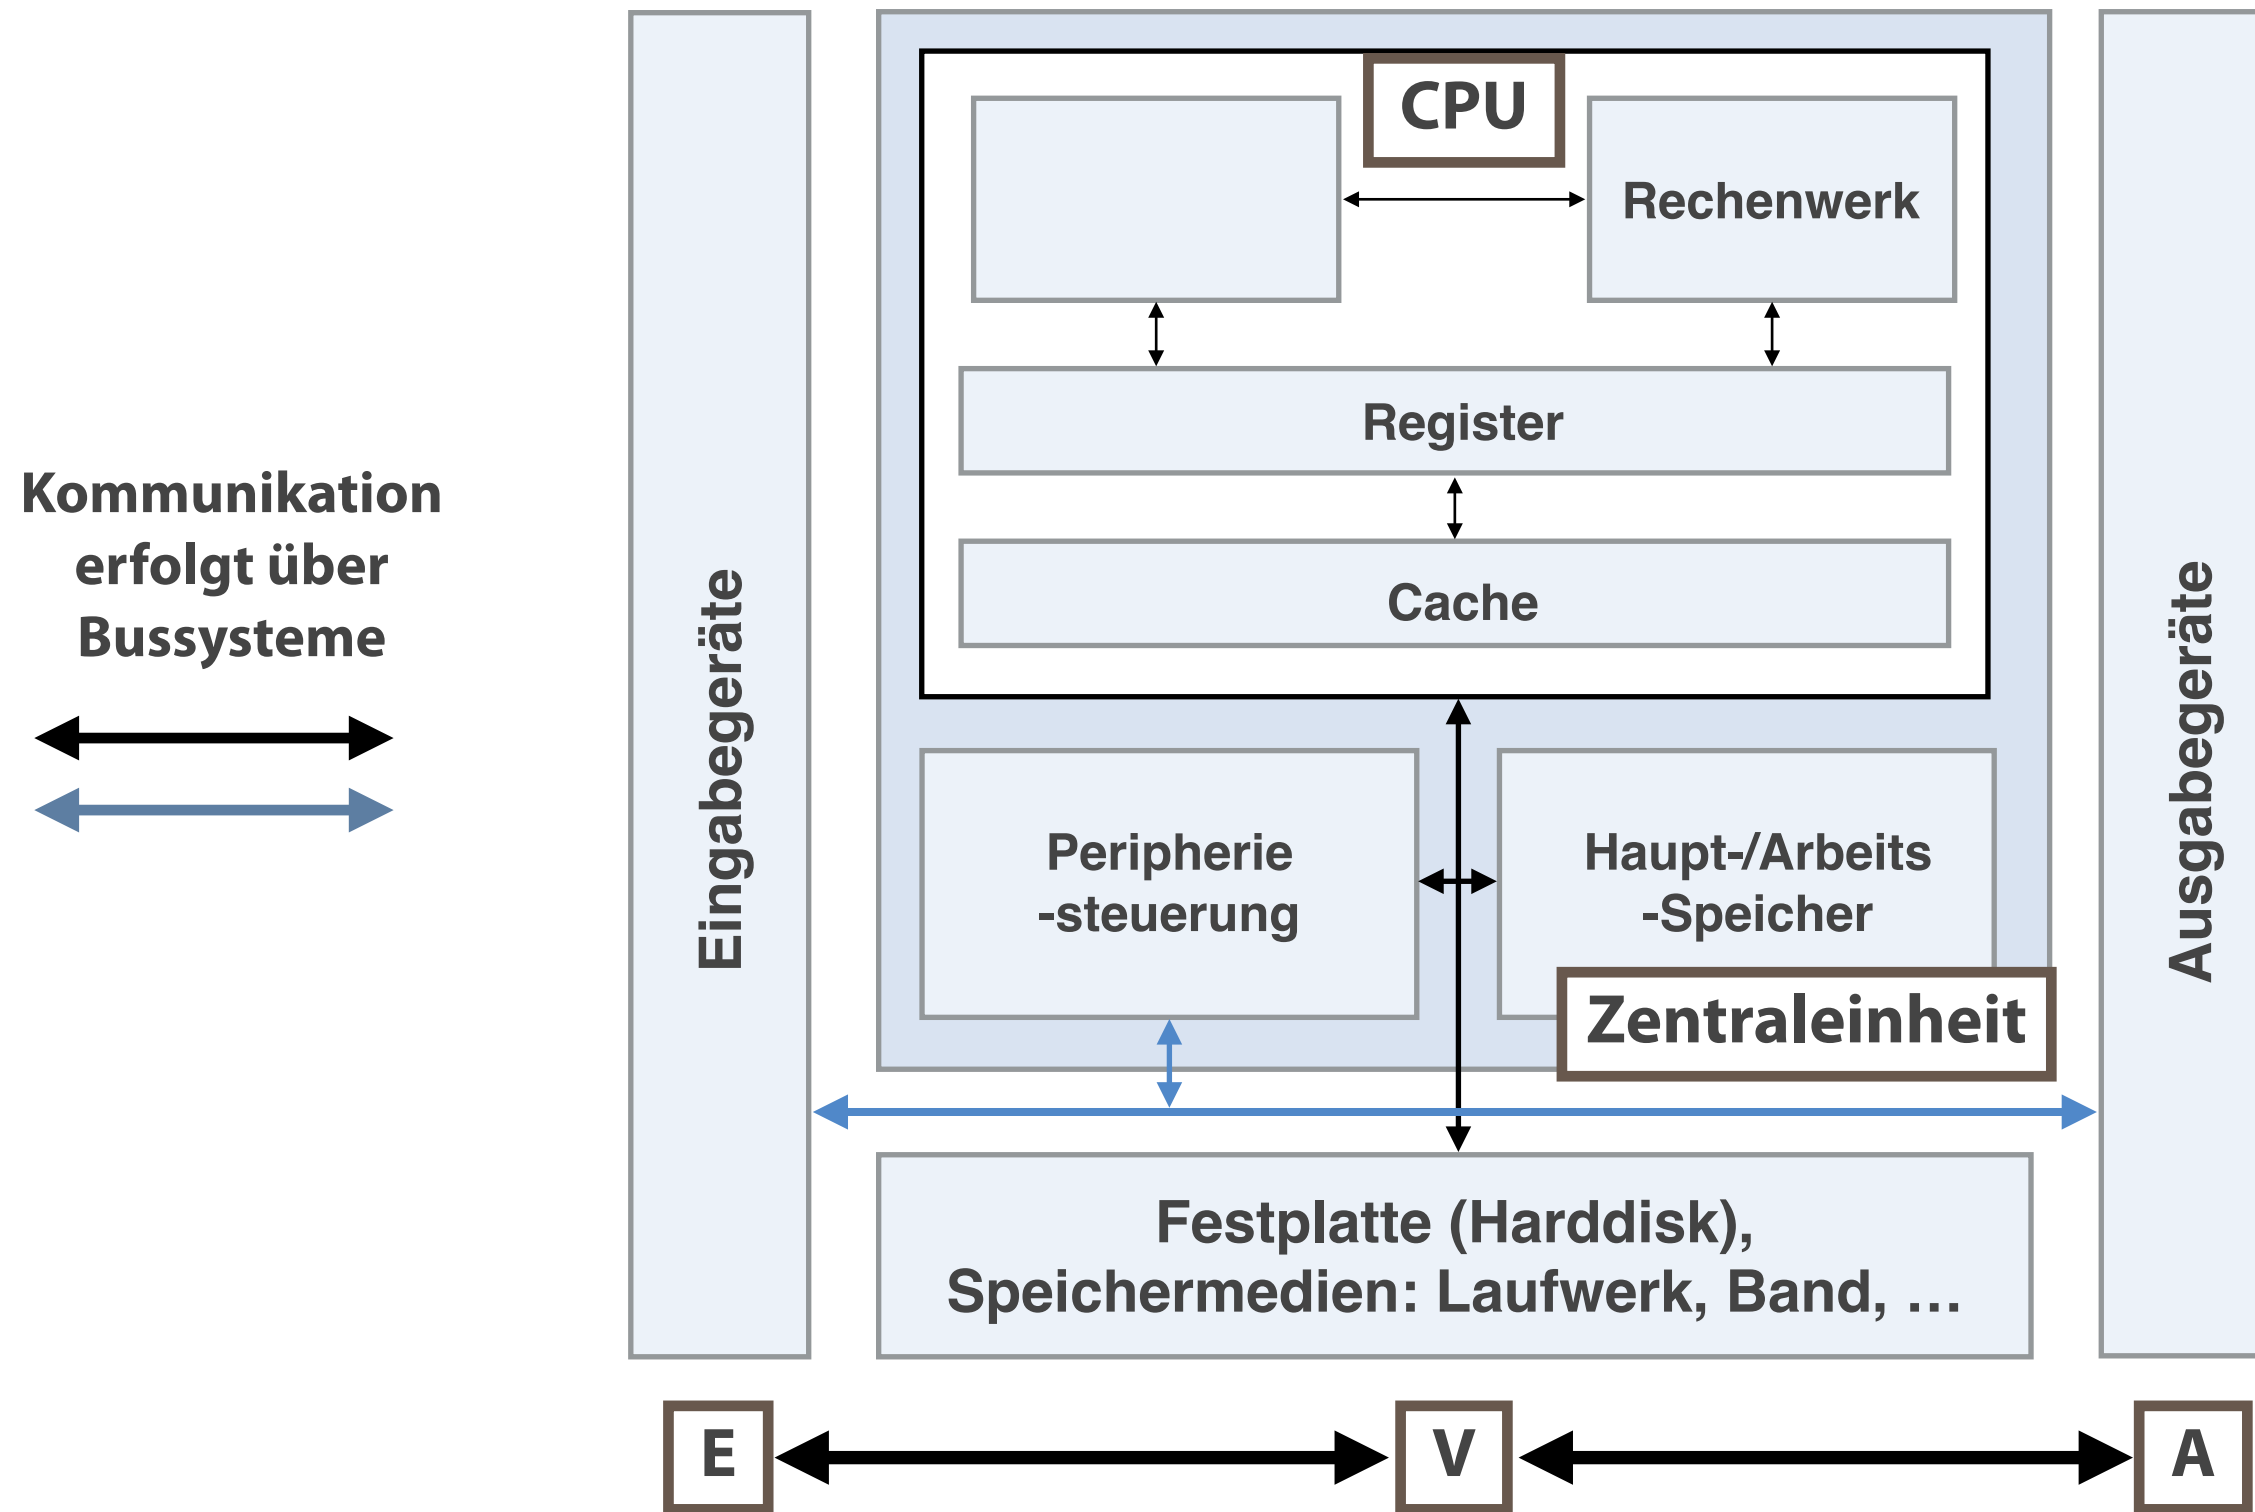 CPU
Rechenwerk
Register
Cache
Kommunikation
erfolgt über
Bussysteme
Eingabegeräte
Ausgabegeräte
Peripherie
-steuerung
Haupt-/Arbeits
-Speicher
Zentraleinheit
Festplatte (Harddisk),
Speichermedien: Laufwerk, Band, …
E
V
A